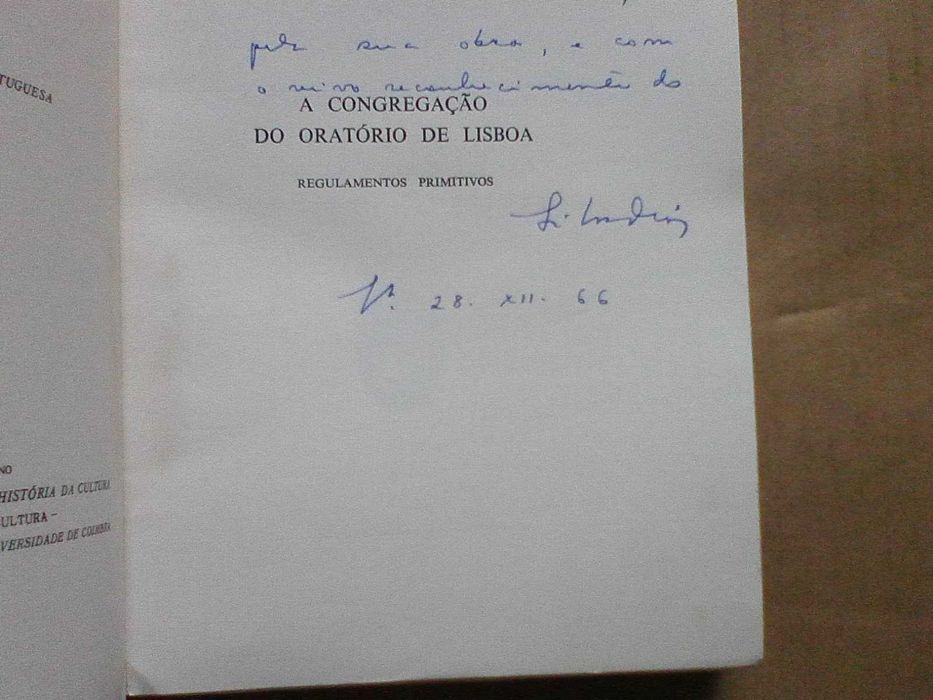 TUGUESA
NO
HISTÓRIA DA CULTURA
ULTURA –
VERSIDADE DE COIMBRA
pela sua obra, e com
o vivo reconhecimento do
A CONGREGAÇÃO
DO ORATÓRIO DE LISBOA
REGULAMENTOS PRIMITIVOS
28. XII. 66